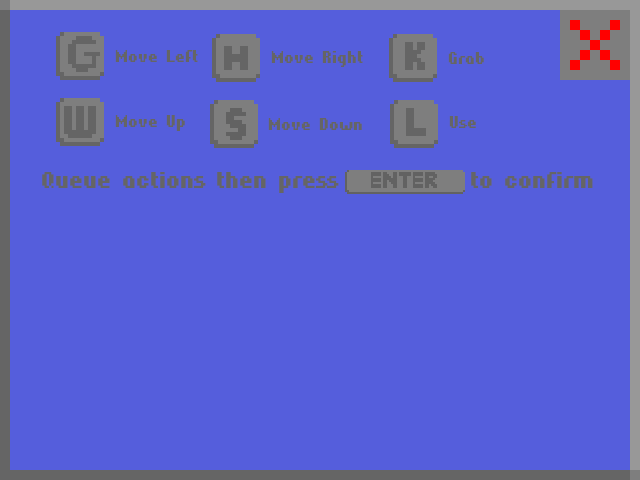 G Move Left H Move Right K Grab
W Move Up S Move Down L Use
Queue actions then press ENTER to confirm